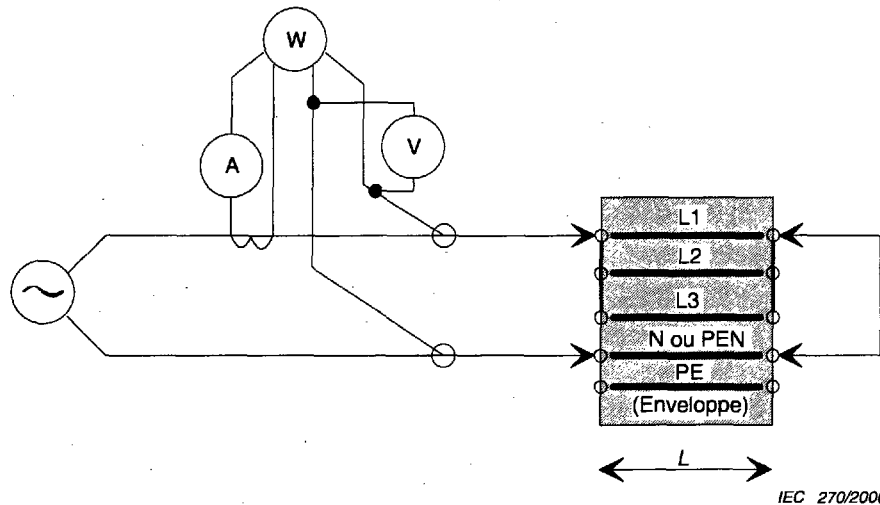 W
A
V
L1
L2
L3
N ou PEN
PE
(Enveloppe)
L
IEC 270/2000